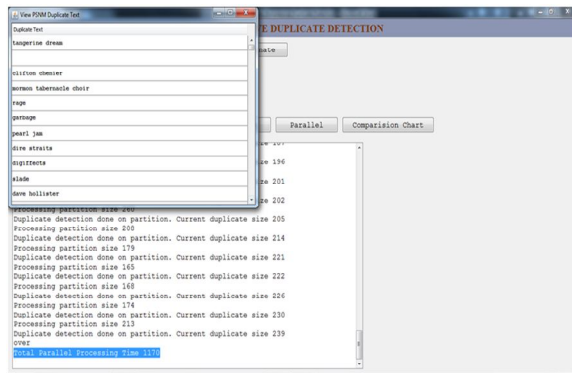 View PSNM Duplicate Text
Duplicate Text
tangerine dream
clifton chenier
mormon tabernacle choir
rage
garbage
pearl jam
dire straits
digiffects
slade
dave hollister
E DUPLICATE DETECTION
Parallel
Comparision Chart
196
201
202
Processing partition size 260
Duplicate detection done on partition. Current duplicate size 205
Processing partition size 200
Duplicate detection done on partition. Current duplicate size 214
Processing partition size 179
Duplicate detection done on partition. Current duplicate size 221
Processing partition size 165
Duplicate detection done on partition. Current duplicate size 222
Processing partition size 168
Duplicate detection done on partition. Current duplicate size 226
Processing partition size 174
Duplicate detection done on partition. Current duplicate size 230
Processing partition size 213
Duplicate detection done on partition. Current duplicate size 239
over
Total Parallel Processing Time 1170